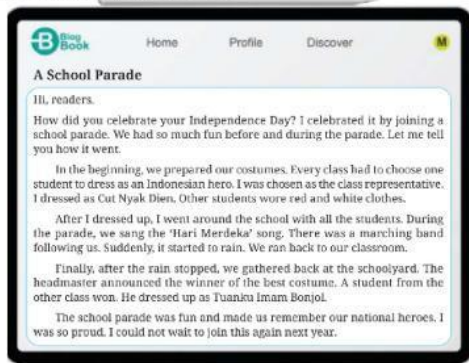 Blog
Book
Home
Profile
Discover
M
A School Parade
Hi, readers.
How did you celebrate your Independence Day? I celebrated it by joining a
school parade. We had so much fun before and during the parade. Let me tell
you how it went.
In the beginning, we prepared our costumes. Every class had to choose one
student to dress as an Indonesian hero. I was chosen as the class representative.
I dressed as Cut Nyak Dien. Other students wore red and white clothes.
After I dressed up, I went around the school with all the students. During
the parade, we sang the ‘Hari Merdeka’ song. There was a marching band
following us. Suddenly, it started to rain. We ran back to our classroom.
Finally, after the rain stopped, we gathered back at the schoolyard. The
headmaster announced the winner of the best costume. A student from the
other class won. He dressed up as Tuanku Imam Bonjol.
The school parade was fun and made us remember our national heroes. I
was so proud. I could not wait to join this again next year.